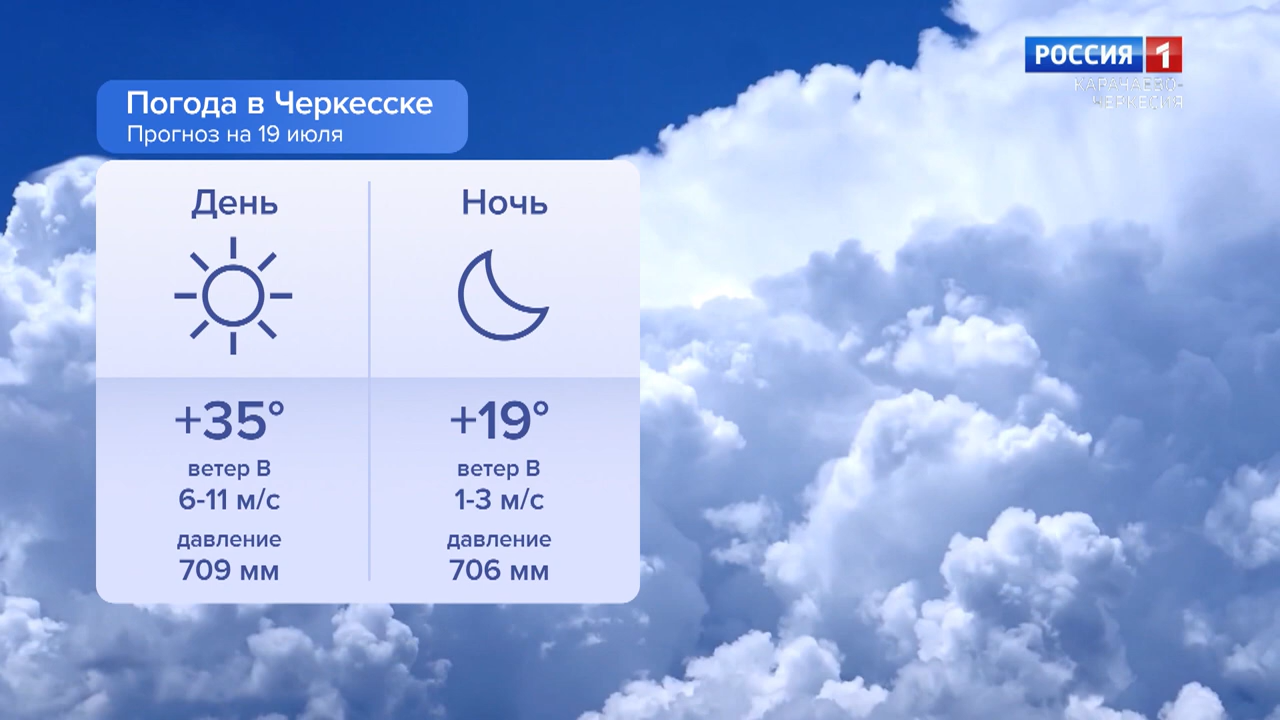 РОССИЯ 1
КАРАЧАЕВО-
ЧЕРКЕСИЯ
Погода в Черкесске
Прогноз на 19 июля
День
+35°
ветер В
6-11 м/с
давление
709 мм
Ночь
+19°
ветер В
1-3 м/с
давление
706 мм